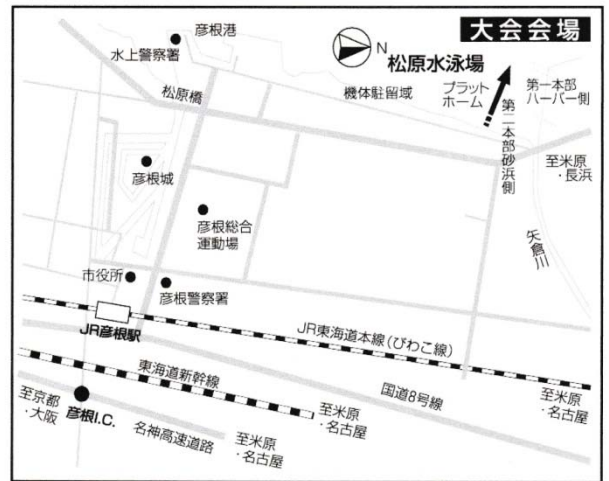 大会会場
彦根港
水上警察署
N
松原水泳場
プラット
ホーム
第一本部
ハーバー側
機体駐留域
松原橋
第二本部砂浜側
至米原
・長浜
彦根城
彦根総合
運動場
矢倉川
市役所
彦根警察署
JR彦根駅
JR東海道本線(びわこ線)
東海道新幹線
国道8号線
至京都
・大阪
彦根I.C.
名神高速道路
至米原
・名古屋
至米原
・名古屋
至米原
・名古屋